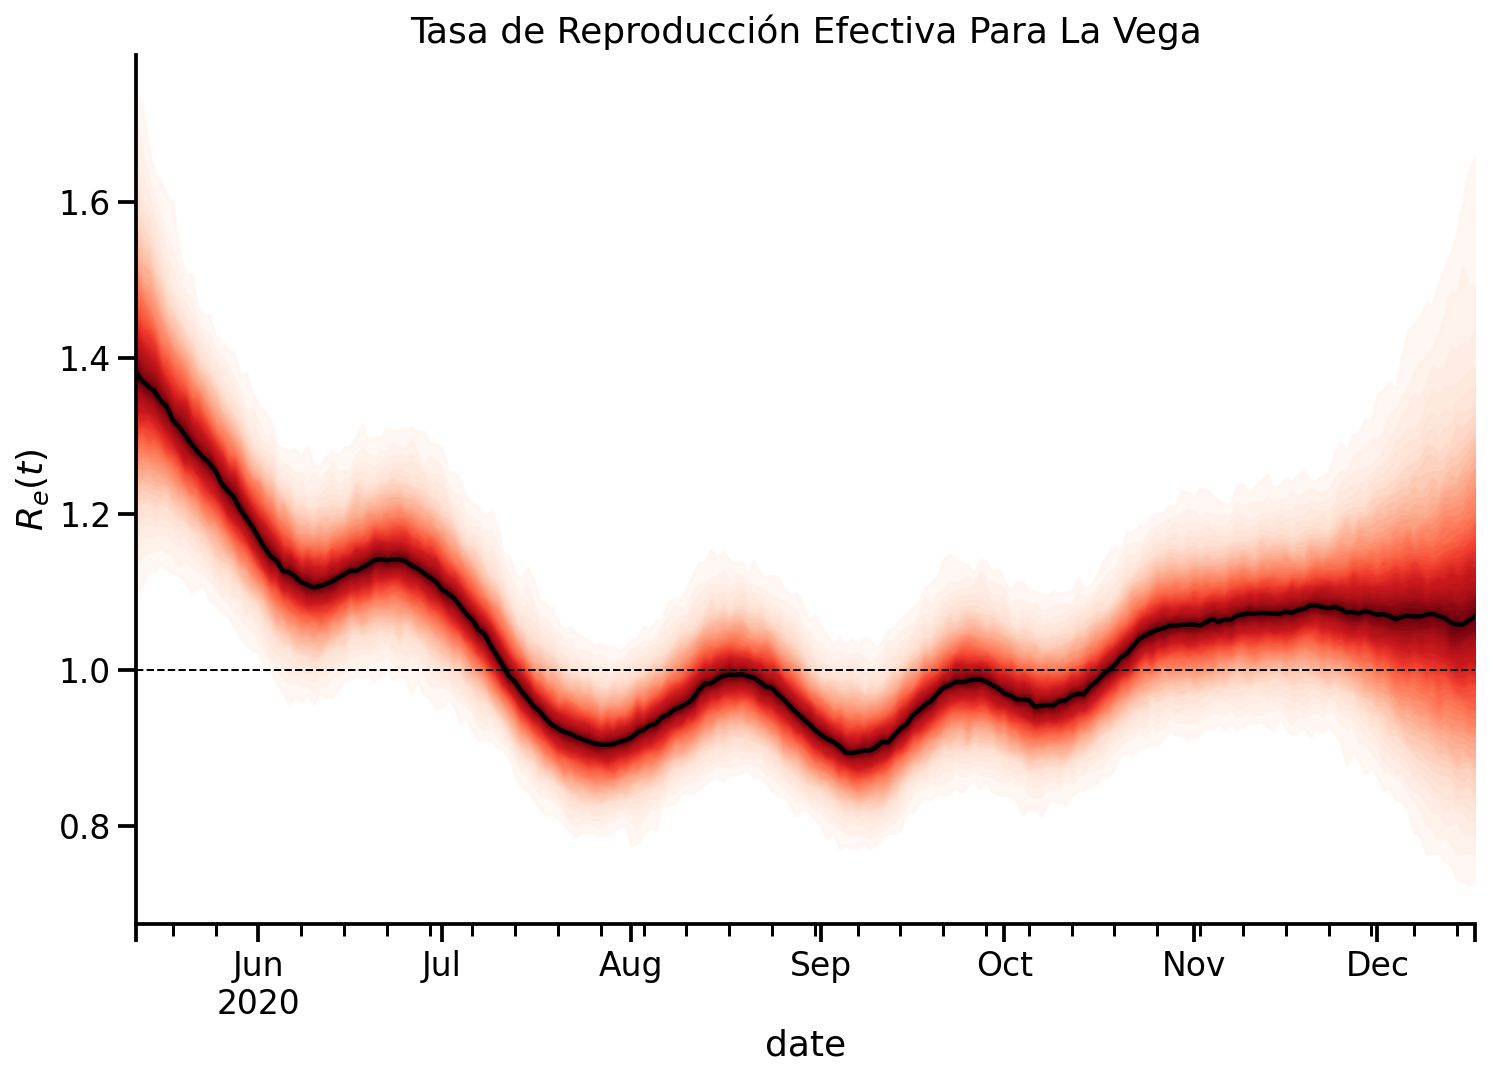 Tasa de Reproducción Efectiva Para La Vega
1.6
1.4
1.2
1.0
0.8
R_e(t)
Jun Jul Aug Sep Oct Nov Dec
2020
date